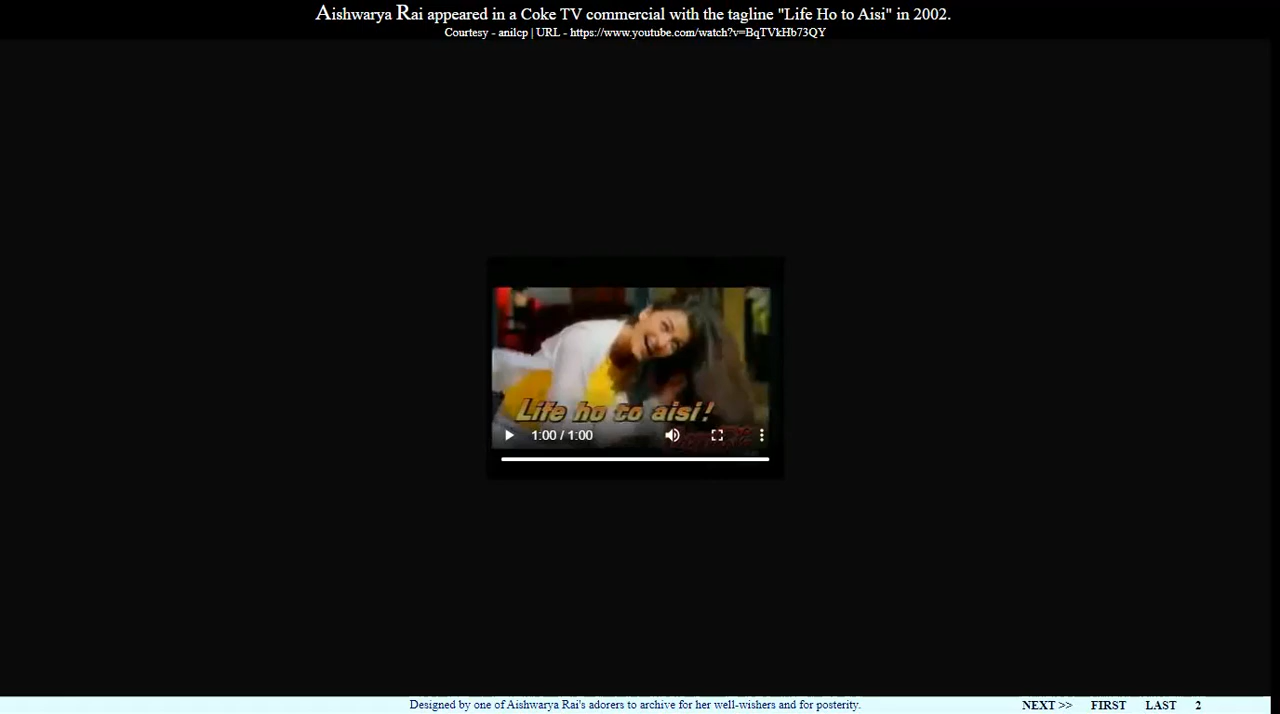 Aishwarya Rai appeared in a Coke TV commercial with the tagline "Life Ho to Aisi" in 2002.
Courtesy - anilcp | URL - https://www.youtube.com/watch?v=BqTVkHb73QY
Life ho to aisi!
1:00 / 1:00
Designed by one of Aishwarya Rai's adorers to archive for her well-wishers and for posterity. NEXT >> FIRST LAST 2